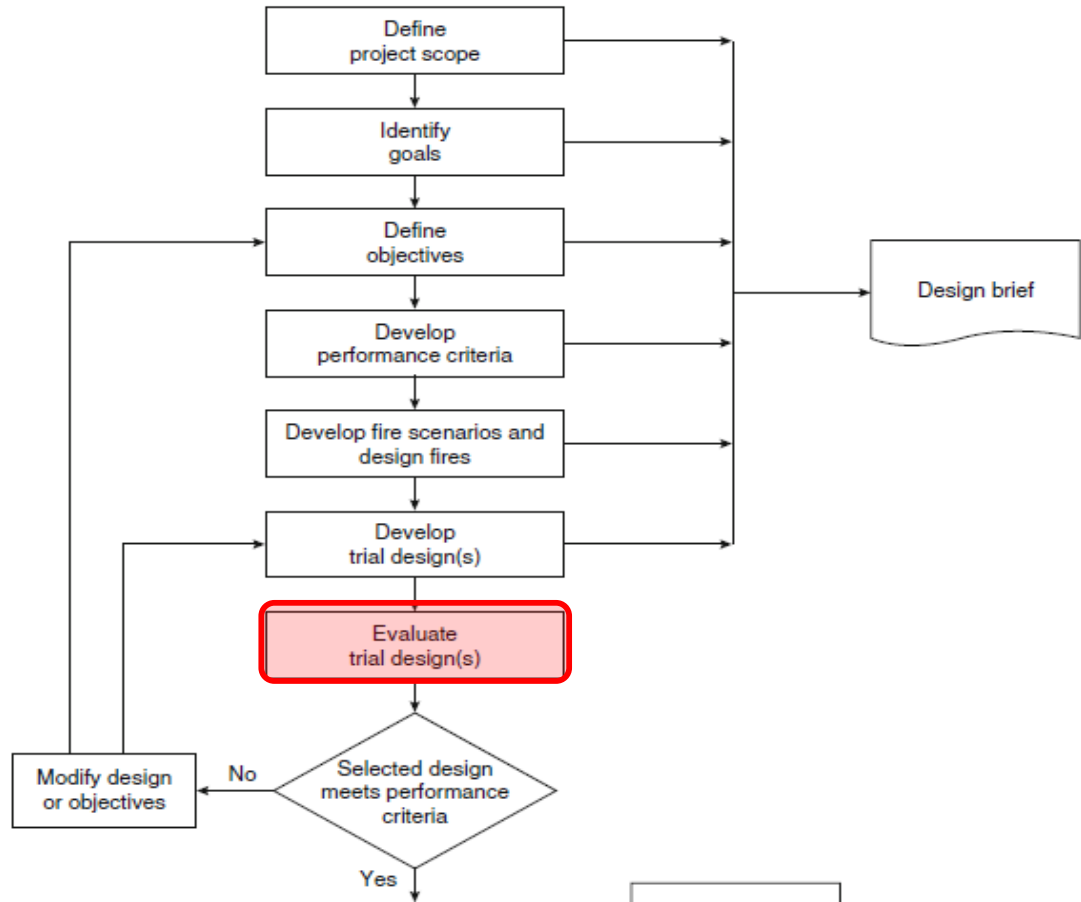 Define
project scope
Identify
goals
Define
objectives
Design brief
Develop
performance criteria
Develop fire scenarios and
design fires
Develop
trial design(s)
Evaluate
trial design(s)
Modify design
or objectives
No
Selected design
meets performance
criteria
Yes